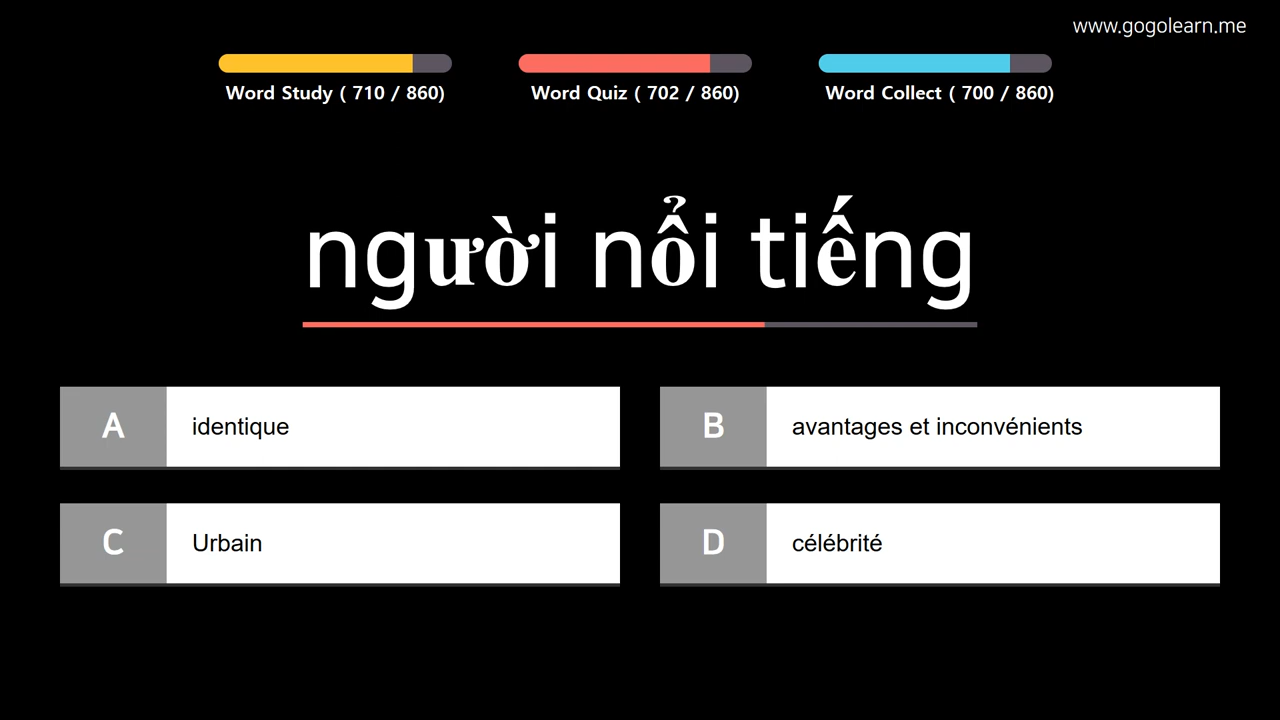 www.gogolearn.me
Word Study ( 710 / 860)
Word Quiz ( 702 / 860)
Word Collect ( 700 / 860)
người nổi tiếng
A
identique
B
avantages et inconvénients
C
Urbain
D
célébrité